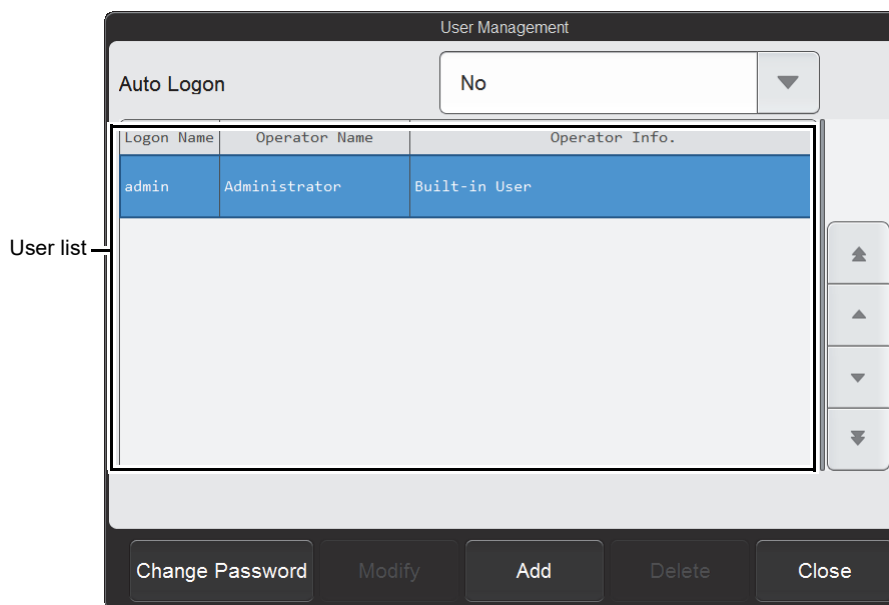 User Management
Auto Logon No
Logon Name Operator Name Operator Info.
admin Administrator Built-in User
User list
Change Password Modify Add Delete Close